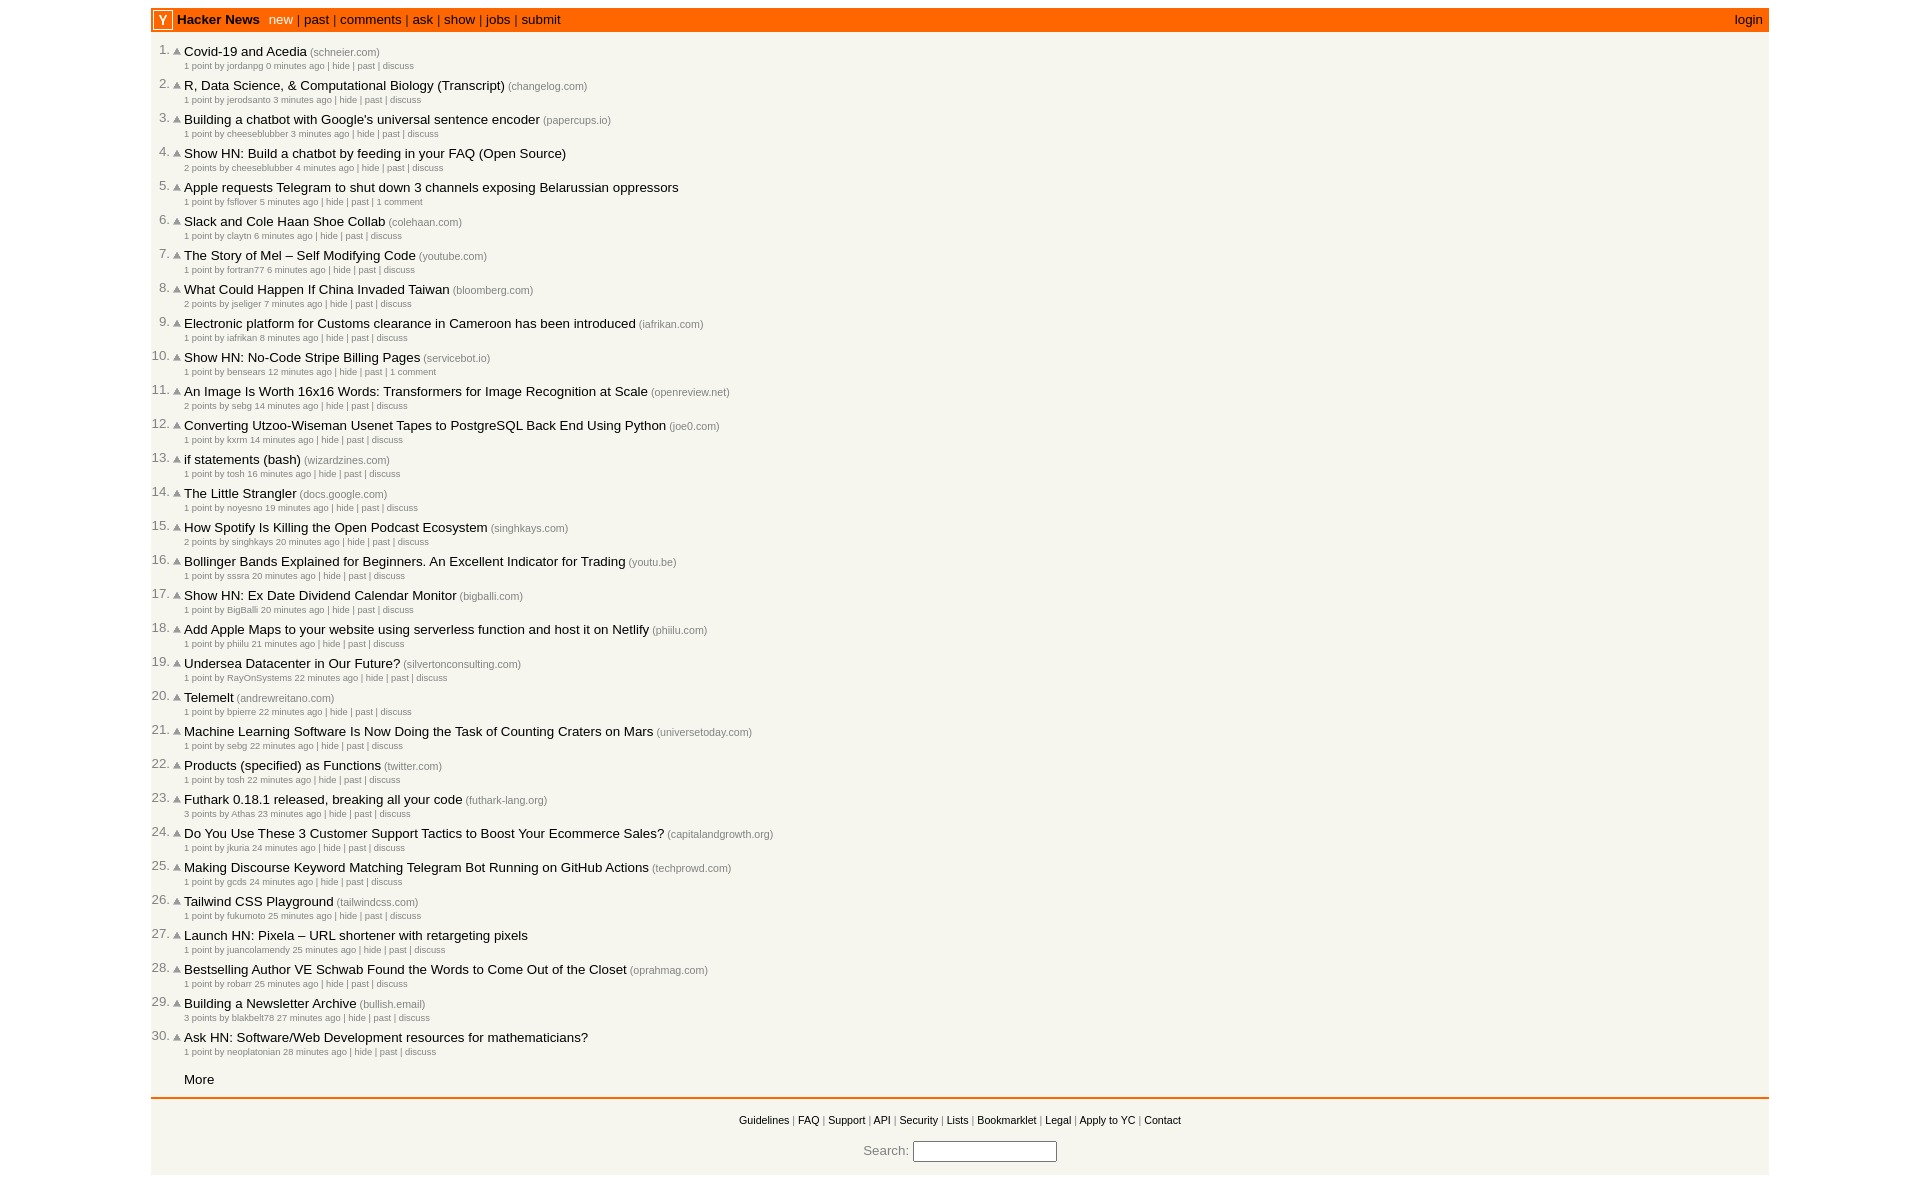 Y Hacker News new | past | comments | ask | show | jobs | submit login
1. Covid-19 and Acedia (schneier.com)
1 point by jordanpg 0 minutes ago | hide | past | discuss
2. R, Data Science, & Computational Biology (Transcript) (changelog.com)
1 point by jerodsanto 3 minutes ago | hide | past | discuss
3. Building a chatbot with Google's universal sentence encoder (papercups.io)
1 point by cheeseblubber 3 minutes ago | hide | past | discuss
4. Show HN: Build a chatbot by feeding in your FAQ (Open Source)
2 points by cheeseblubber 4 minutes ago | hide | past | discuss
5. Apple requests Telegram to shut down 3 channels exposing Belarussian oppressors
1 point by fsflover 5 minutes ago | hide | past | 1 comment
6. Slack and Cole Haan Shoe Collab (colehaan.com)
1 point by claytn 6 minutes ago | hide | past | discuss
7. The Story of Mel – Self Modifying Code (youtube.com)
1 point by fortran77 6 minutes ago | hide | past | discuss
8. What Could Happen If China Invaded Taiwan (bloomberg.com)
2 points by jseliger 7 minutes ago | hide | past | discuss
9. Electronic platform for Customs clearance in Cameroon has been introduced (iafrikan.com)
1 point by iafrikan 8 minutes ago | hide | past | discuss
10. Show HN: No-Code Stripe Billing Pages (servicebot.io)
1 point by bensears 12 minutes ago | hide | past | 1 comment
11. An Image Is Worth 16x16 Words: Transformers for Image Recognition at Scale (openreview.net)
2 points by sebg 14 minutes ago | hide | past | discuss
12. Converting Utzoo-Wiseman Usenet Tapes to PostgreSQL Back End Using Python (joe0.com)
1 point by kxrm 14 minutes ago | hide | past | discuss
13. if statements (bash) (wizardzines.com)
1 point by tosh 16 minutes ago | hide | past | discuss
14. The Little Strangler (docs.google.com)
1 point by noyesno 19 minutes ago | hide | past | discuss
15. How Spotify Is Killing the Open Podcast Ecosystem (singhkays.com)
2 points by singhkays 20 minutes ago | hide | past | discuss
16. Bollinger Bands Explained for Beginners. An Excellent Indicator for Trading (youtu.be)
1 point by sssra 20 minutes ago | hide | past | discuss
17. Show HN: Ex Date Dividend Calendar Monitor (bigballi.com)
1 point by BigBalli 20 minutes ago | hide | past | discuss
18. Add Apple Maps to your website using serverless function and host it on Netlify (phiilu.com)
1 point by phiilu 21 minutes ago | hide | past | discuss
19. Undersea Datacenter in Our Future? (silvertonconsulting.com)
1 point by RayOnSystems 22 minutes ago | hide | past | discuss
20. Telemelt (andrewreitano.com)
1 point by bpierre 22 minutes ago | hide | past | discuss
21. Machine Learning Software Is Now Doing the Task of Counting Craters on Mars (universetoday.com)
1 point by sebg 22 minutes ago | hide | past | discuss
22. Products (specified) as Functions (twitter.com)
1 point by tosh 22 minutes ago | hide | past | discuss
23. Futhark 0.18.1 released, breaking all your code (futhark-lang.org)
3 points by Athas 23 minutes ago | hide | past | discuss
24. Do You Use These 3 Customer Support Tactics to Boost Your Ecommerce Sales? (capitalandgrowth.org)
1 point by jkuria 24 minutes ago | hide | past | discuss
25. Making Discourse Keyword Matching Telegram Bot Running on GitHub Actions (techprowd.com)
1 point by gcds 24 minutes ago | hide | past | discuss
26. Tailwind CSS Playground (tailwindcss.com)
1 point by fukumoto 25 minutes ago | hide | past | discuss
27. Launch HN: Pixela – URL shortener with retargeting pixels
1 point by juancolamendy 25 minutes ago | hide | past | discuss
28. Bestselling Author VE Schwab Found the Words to Come Out of the Closet (oprahmag.com)
1 point by robarr 25 minutes ago | hide | past | discuss
29. Building a Newsletter Archive (bullish.email)
3 points by blakbelt78 27 minutes ago | hide | past | discuss
30. Ask HN: Software/Web Development resources for mathematicians?
1 point by neoplatonian 28 minutes ago | hide | past | discuss
More
Guidelines | FAQ | Support | API | Security | Lists | Bookmarklet | Legal | Apply to YC | Contact
Search: